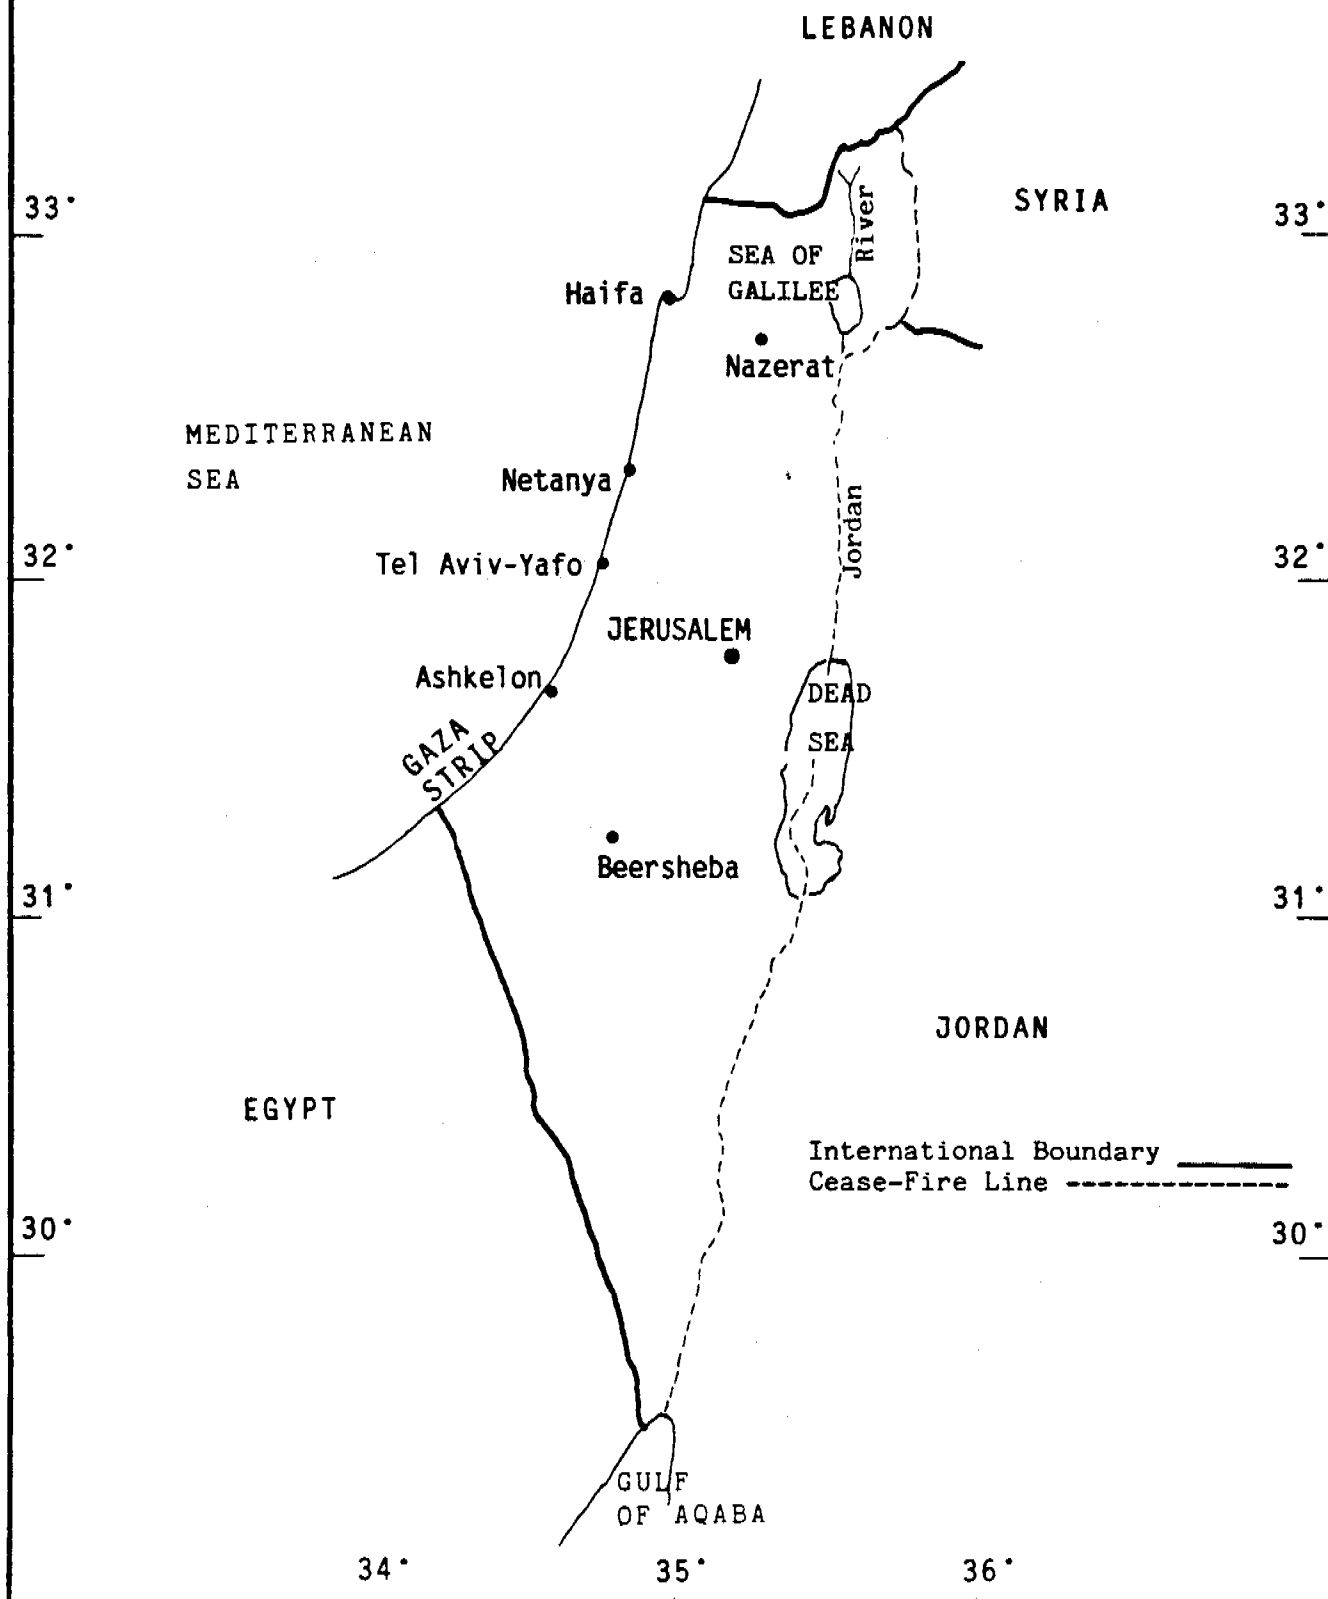 LEBANON
33°
SYRIA
33°
River
SEA OF
GALILEE
Haifa
Nazerat
MEDITERRANEAN
SEA
Netanya
Jordan
32°
Tel Aviv-Yafo
32°
JERUSALEM
Ashkelon
DEAD
SEA
GAZA
STRIP
Beersheba
31°
31°
JORDAN
EGYPT
International Boundary
Cease-Fire Line
30°
30°
GULF
OF AQABA
34°
35°
36°